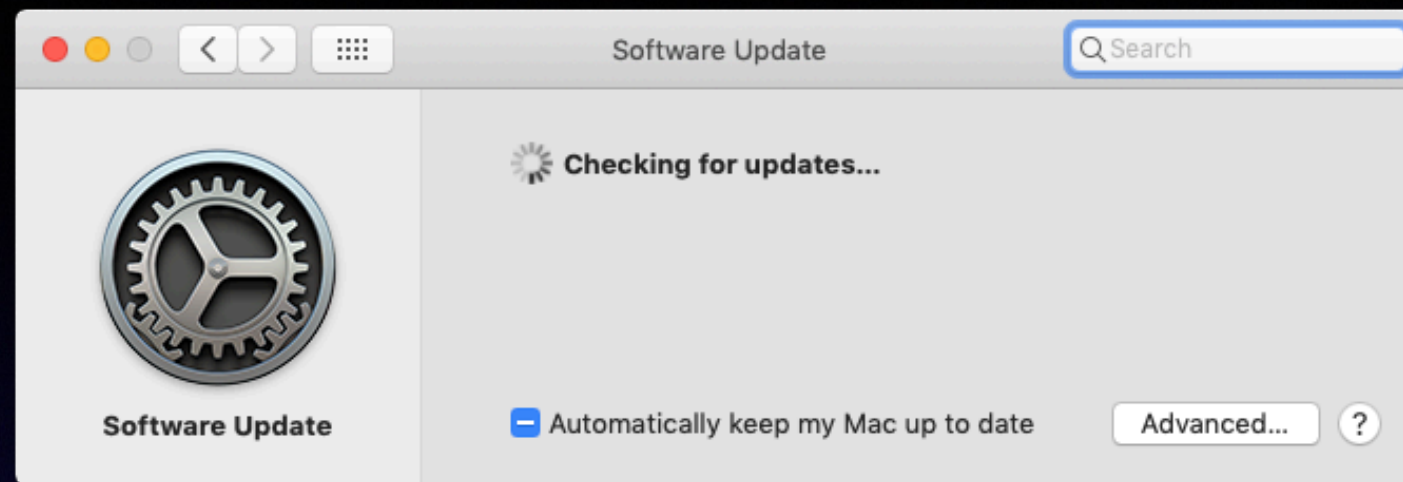 Software Update
Search
Checking for updates...
Software Update
Automatically keep my Mac up to date
Advanced...
?